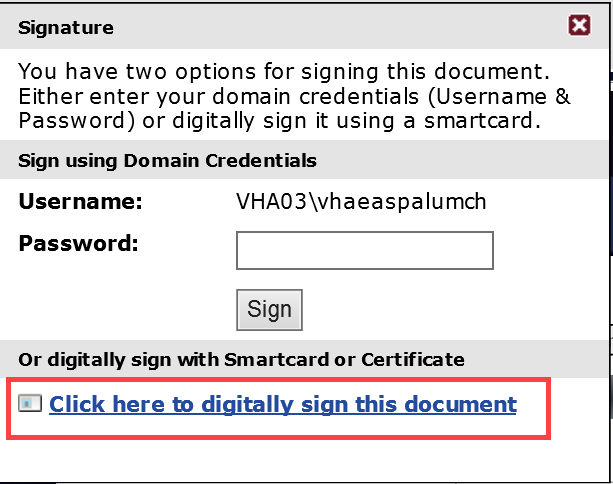 Signature
You have two options for signing this document.
Either enter your domain credentials (Username &
Password) or digitally sign it using a smartcard.
Sign using Domain Credentials
Username: VHA03\vhaeaspalumch
Password:
Sign
Or digitally sign with Smartcard or Certificate
Click here to digitally sign this document